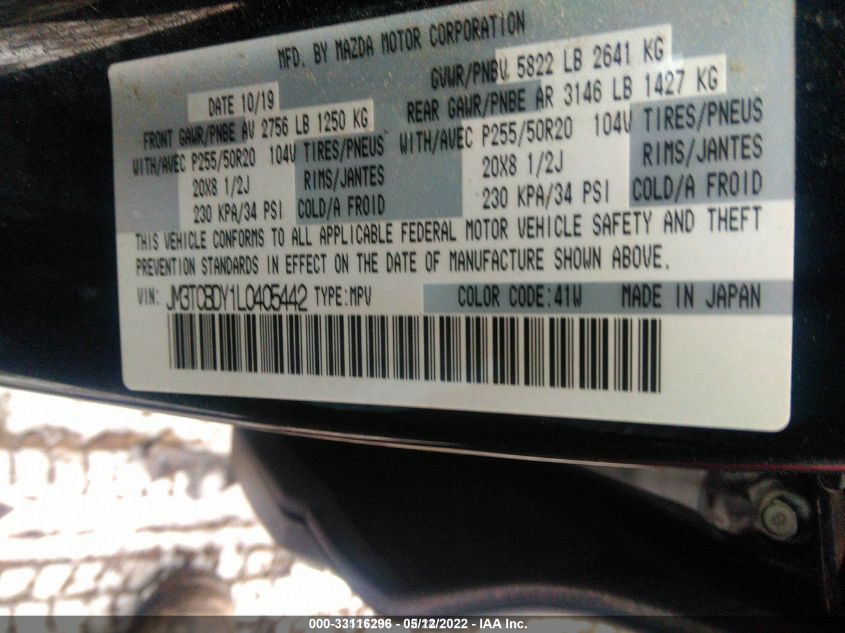 MFD. BY MAZDA MOTOR CORPORATION
DATE 10/19
GVWR/PNBV 5822 LB 2641 KG
FRONT GAWR/PNBE AV 2756 LB 1250 KG
REAR GAWR/PNBE AR 3146 LB 1427 KG
WITH/AVEC P255/50R20 104V TIRES/PNEUS
WITH/AVEC P255/50R20 104V TIRES/PNEUS
20X8 1/2J RIMS/JANTES
20X8 1/2J RIMS/JANTES
230 KPA/34 PSI COLD/A FROID
230 KPA/34 PSI COLD/A FROID
THIS VEHICLE CONFORMS TO ALL APPLICABLE FEDERAL MOTOR VEHICLE SAFETY AND THEFT
PREVENTION STANDARDS IN EFFECT ON THE DATE OF MANUFACTURE SHOWN ABOVE.
VIN: JM3TCBDY1L0405442 TYPE:MPV COLOR CODE:41W MADE IN JAPAN
000-33116296 - 05/12/2022 - IAA Inc.